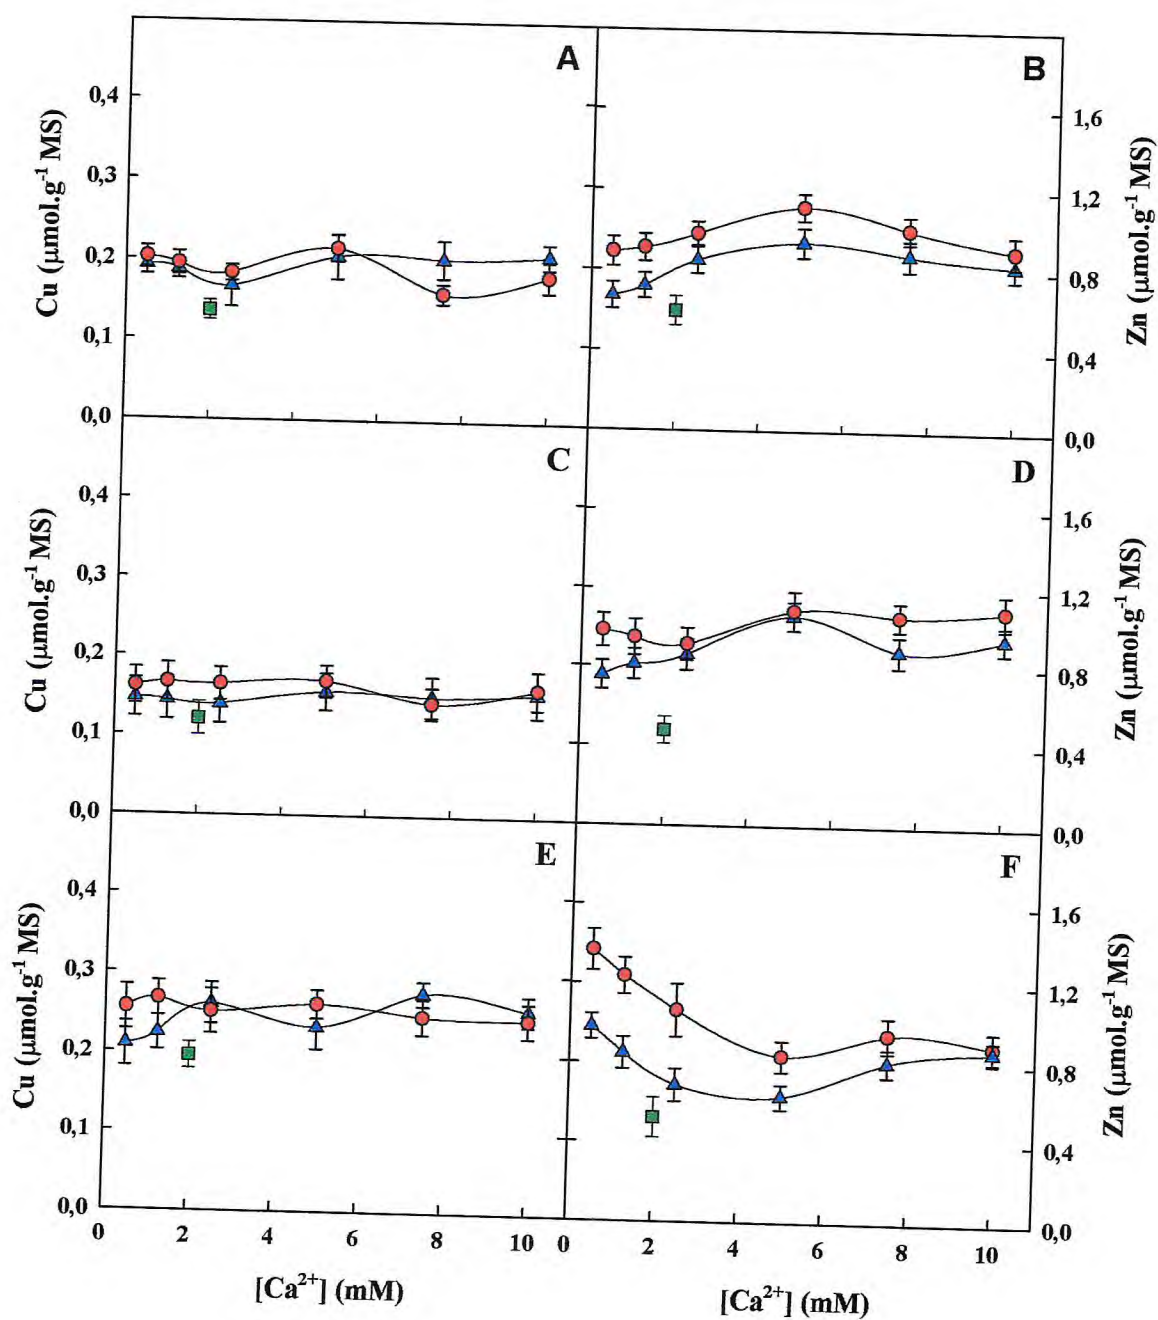 A
B
0,4
0,3
0,2
0,1
0,0
Cu (µmol.g⁻¹ MS)
1,6
1,2
0,8
0,4
0,0
Zn (µmol.g⁻¹ MS)
C
D
0,4
0,3
0,2
0,1
0,0
Cu (µmol.g⁻¹ MS)
1,6
1,2
0,8
0,4
0,0
Zn (µmol.g⁻¹ MS)
E
F
0,4
0,3
0,2
0,1
0,0
Cu (µmol.g⁻¹ MS)
1,6
1,2
0,8
0,4
0,0
Zn (µmol.g⁻¹ MS)
0 2 4 6 8 10
0 2 4 6 8 10
[Ca²⁺] (mM)
[Ca²⁺] (mM)